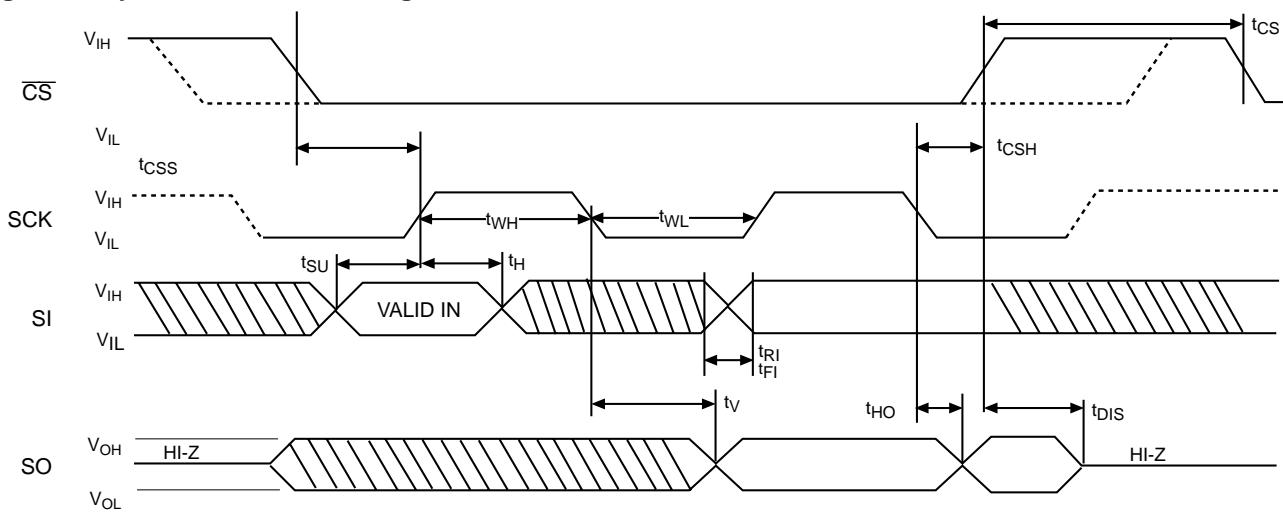 tCS
VIH
CS
VIL
tCSS
tCSH
VIH
SCK
VIL
tWH
tWL
tSU
tH
VIH
SI
VALID IN
VIL
tRI
tFI
tV
tHO
tDIS
VOH
HI-Z
HI-Z
SO
VOL